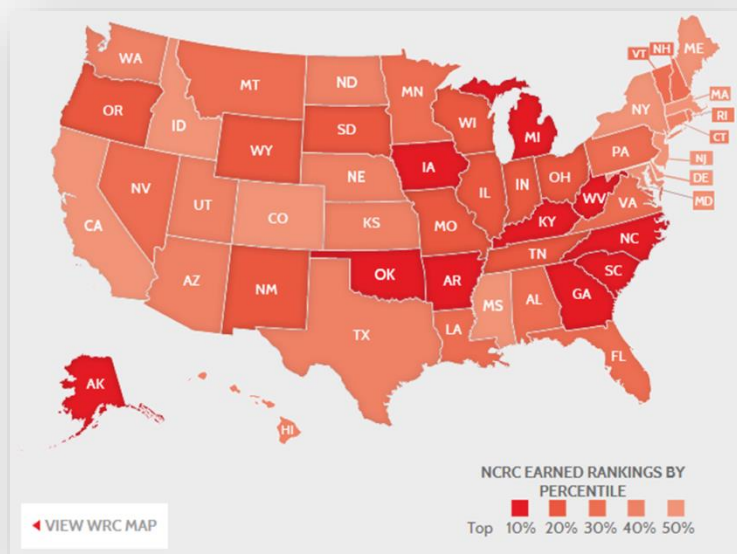 WA
MT
ND
MN
VT
NH
ME
OR
ID
SD
WI
MI
NY
MA
RI
CT
WY
IA
PA
NJ
NV
NE
IL
IN
OH
DE
UT
CO
KS
MO
WV
VA
MD
CA
KY
NC
TN
AZ
NM
OK
AR
SC
MS
AL
GA
TX
LA
FL
AK
HI
NCRC EARNED RANKINGS BY
PERCENTILE
VIEW WRC MAP
Top 10% 20% 30% 40% 50%